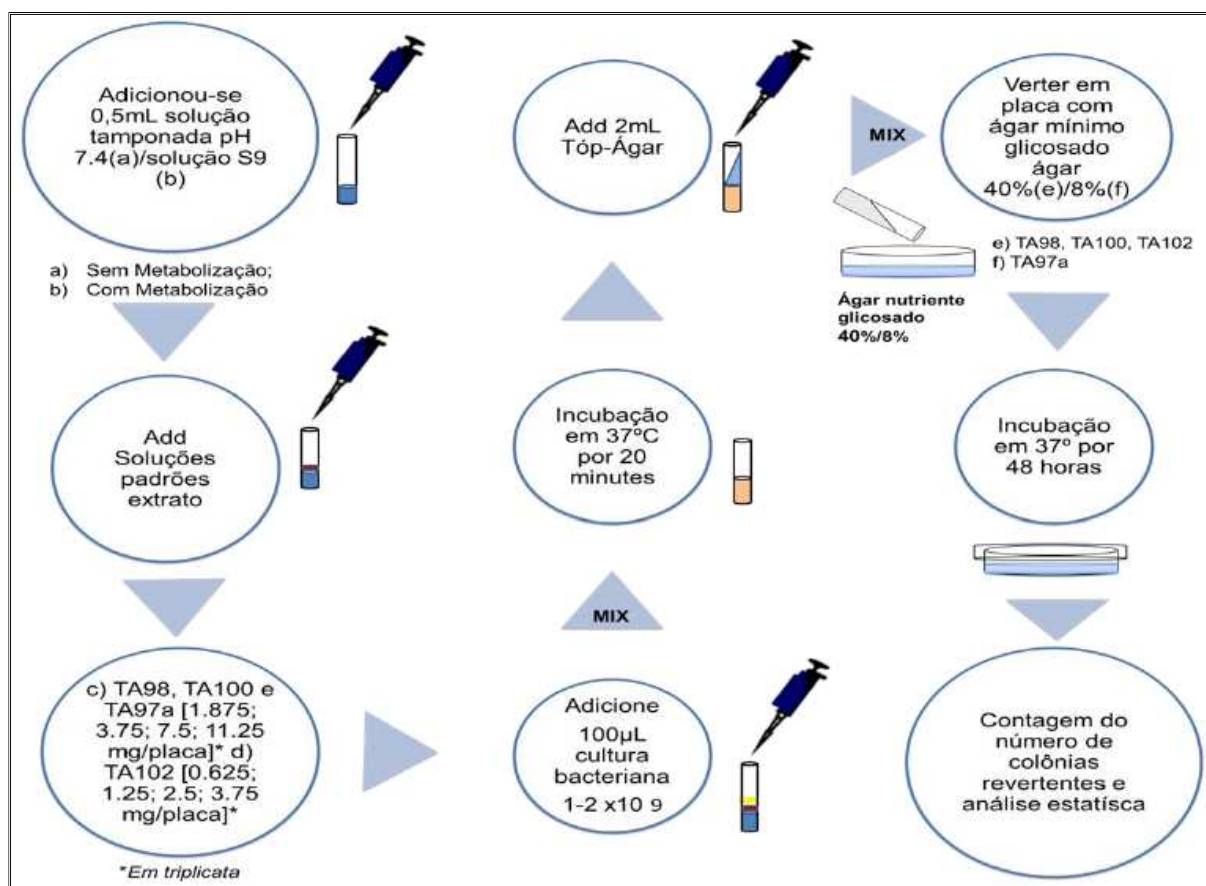 Adicionou-se
0,5mL solução
tamponada pH
7.4(a)/solução S9
(b)
a) Sem Metabolização;
b) Com Metabolização
Add
Soluções
padrões
extrato
c) TA98, TA100 e
TA97a [1.875;
3.75; 7.5; 11.25
mg/placa]* d)
TA102 [0.625;
1.25; 2.5; 3.75
mg/placa]*
*Em triplicata
Adicione
100µL
cultura
bacteriana
1-2 x10 9
MIX
Incubação
em 37ºC
por 20
minutes
Add 2mL
Tóp-Ágar
MIX
Verter em
placa com
ágar mínimo
glicosado
ágar
40%(e)/8%(f)
e) TA98, TA100, TA102
f) TA97a
Ágar nutriente
glicosado
40%/8%
Incubação
em 37º por
48 horas
Contagem do
número de
colônias
revertentes e
análise estatísca